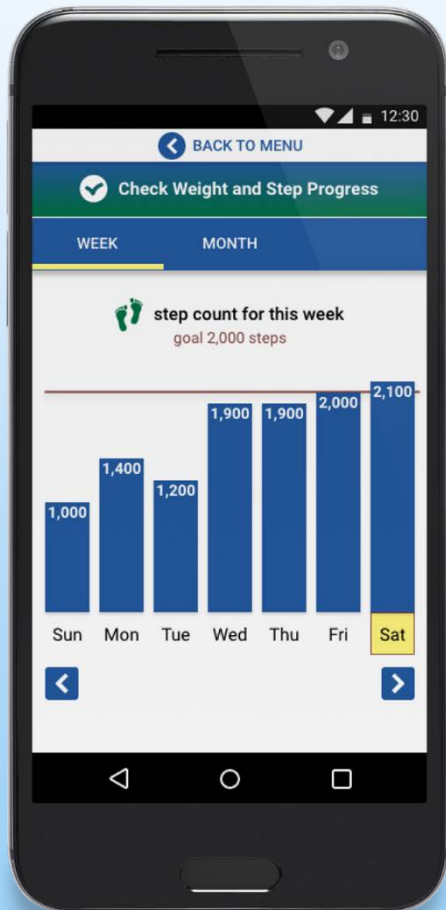 12:30
BACK TO MENU
Check Weight and Step Progress
WEEK MONTH
step count for this week
goal 2,000 steps
1,000 1,400 1,200 1,900 1,900 2,000 2,100
Sun Mon Tue Wed Thu Fri Sat